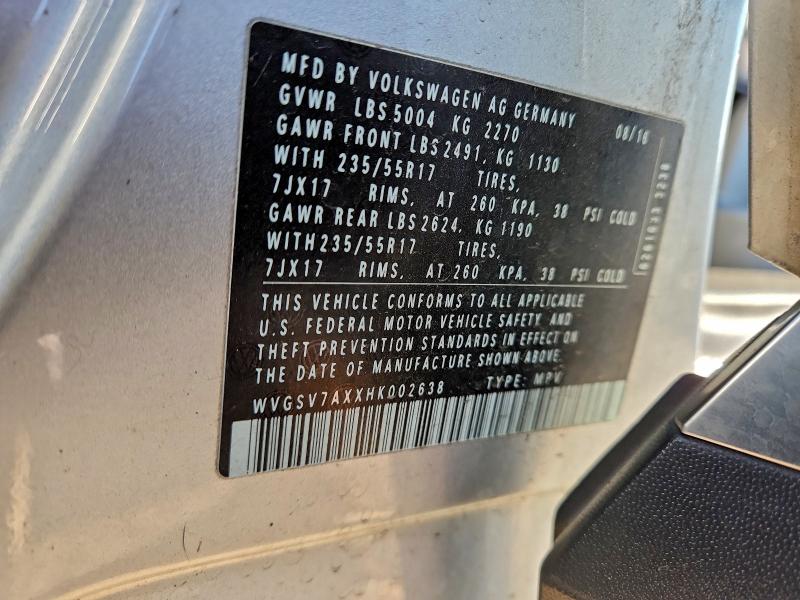 MFD BY VOLKSWAGEN AG GERMANY 08/16
GVWR LBS 5004 KG 2270
GAWR FRONT LBS 2491, KG 1130
WITH 235/55R17 TIRES,
7JX17 RIMS, AT 260 KPA, 38 PSI COLD
GAWR REAR LBS 2624, KG 1190
WITH 235/55R17 TIRES,
7JX17 RIMS, AT 260 KPA, 38 PSI COLD
THIS VEHICLE CONFORMS TO ALL APPLICABLE
U.S. FEDERAL MOTOR VEHICLE SAFETY, AND
THEFT PREVENTION STANDARDS IN EFFECT ON
THE DATE OF MANUFACTURE SHOWN ABOVE.
WVGSV7AXXHK002638 TYPE: MPV